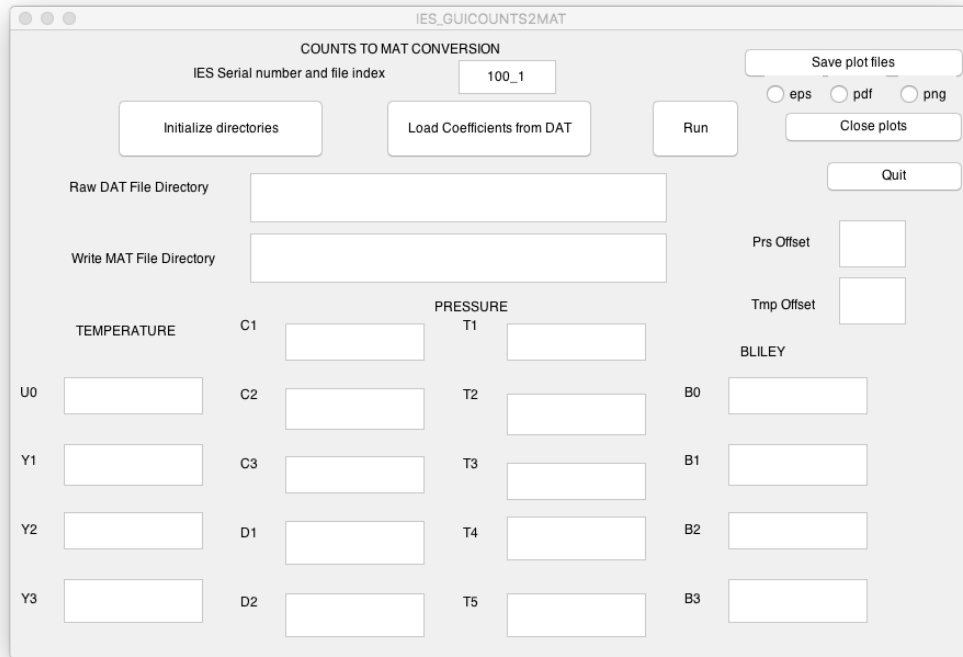 IES_GUICOUNTS2MAT
COUNTS TO MAT CONVERSION
IES Serial number and file index
100_1
Save plot files
eps
pdf
png
Initialize directories
Load Coefficients from DAT
Run
Close plots
Quit
Raw DAT File Directory
Write MAT File Directory
Prs Offset
Tmp Offset
TEMPERATURE
U0
Y1
Y2
Y3
PRESSURE
C1
C2
C3
D1
D2
T1
T2
T3
T4
T5
BLILEY
B0
B1
B2
B3